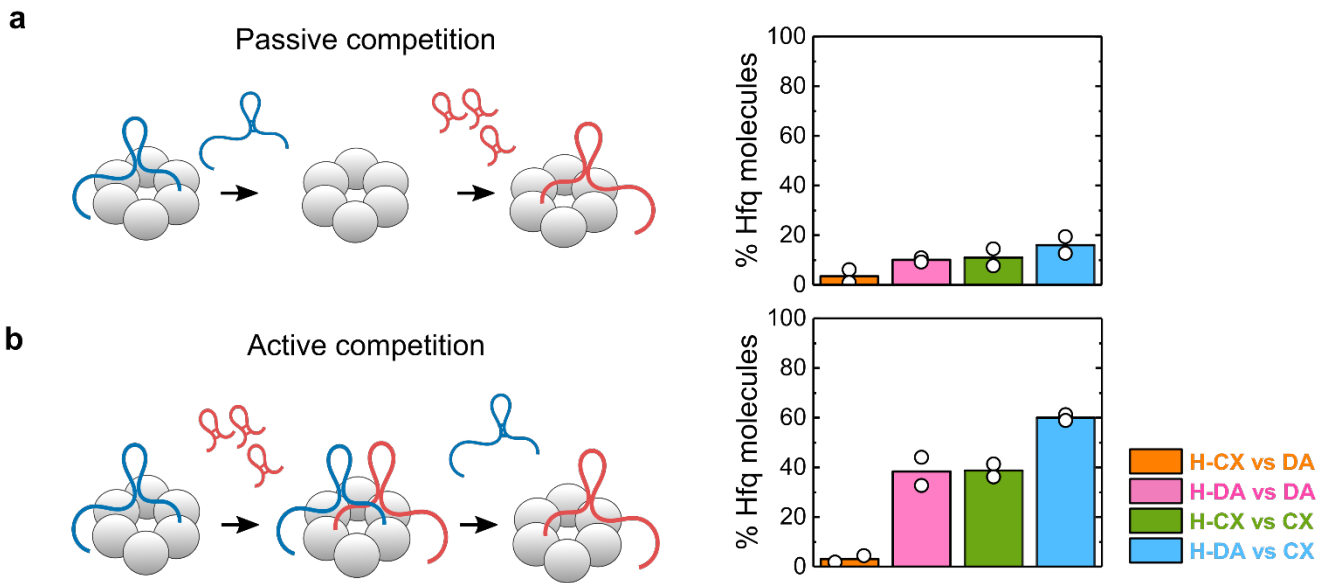 a
Passive competition
% Hfq molecules
100
80
60
40
20
0
b
Active competition
% Hfq molecules
100
80
60
40
20
0
H-CX vs DA
H-DA vs DA
H-CX vs CX
H-DA vs CX